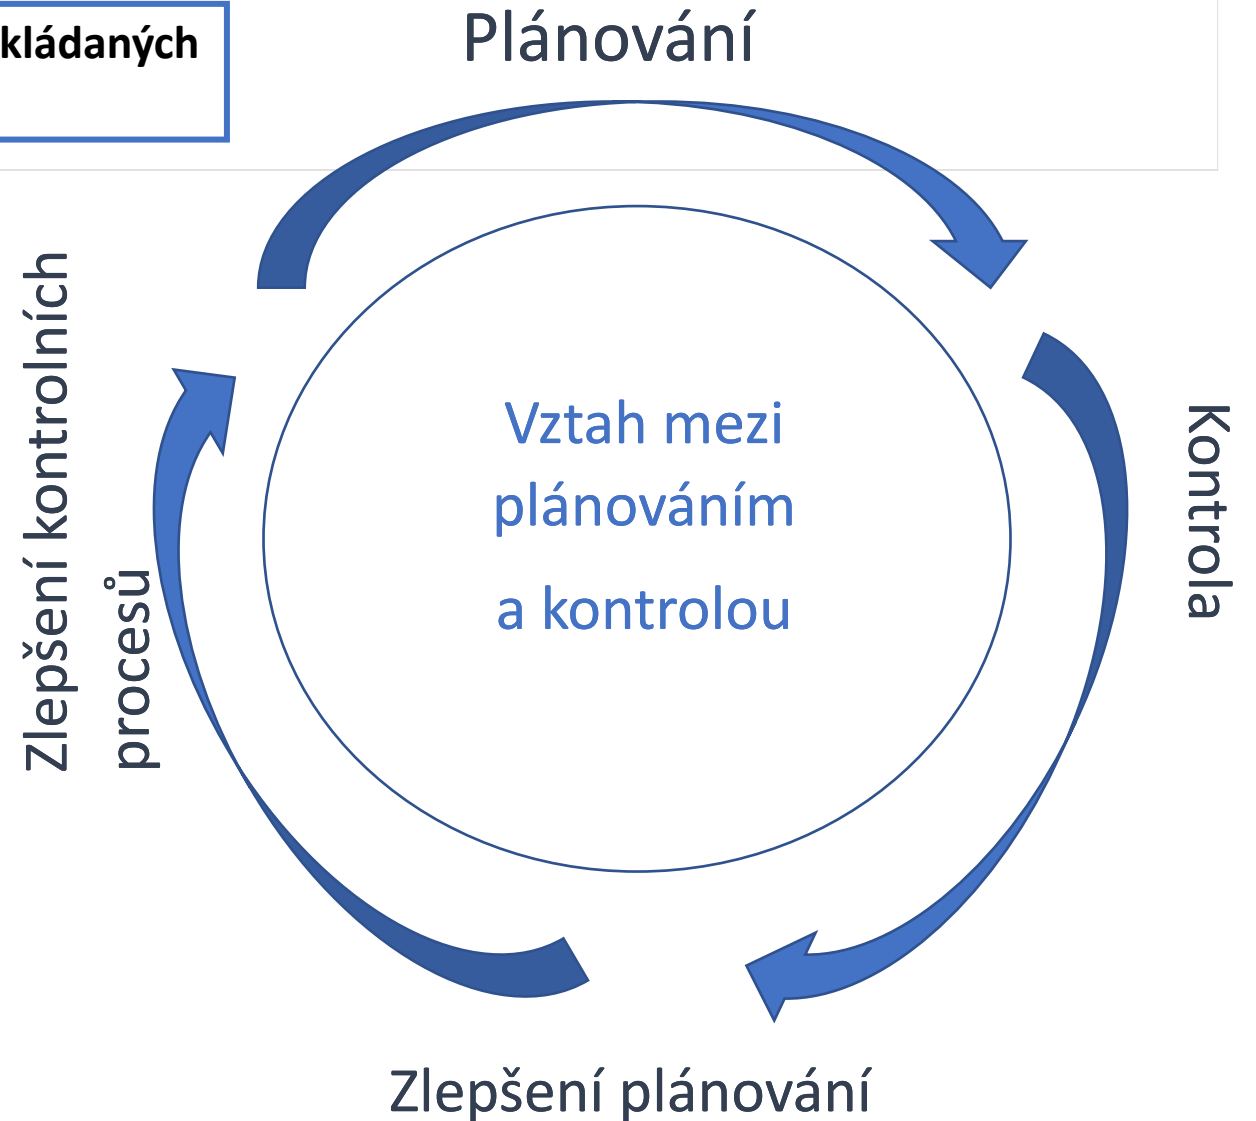 kládaných
Plánování
Zlepšení kontrolních
procesů
Vztah mezi
plánováním
a kontrolou
Kontrola
Zlepšení plánování